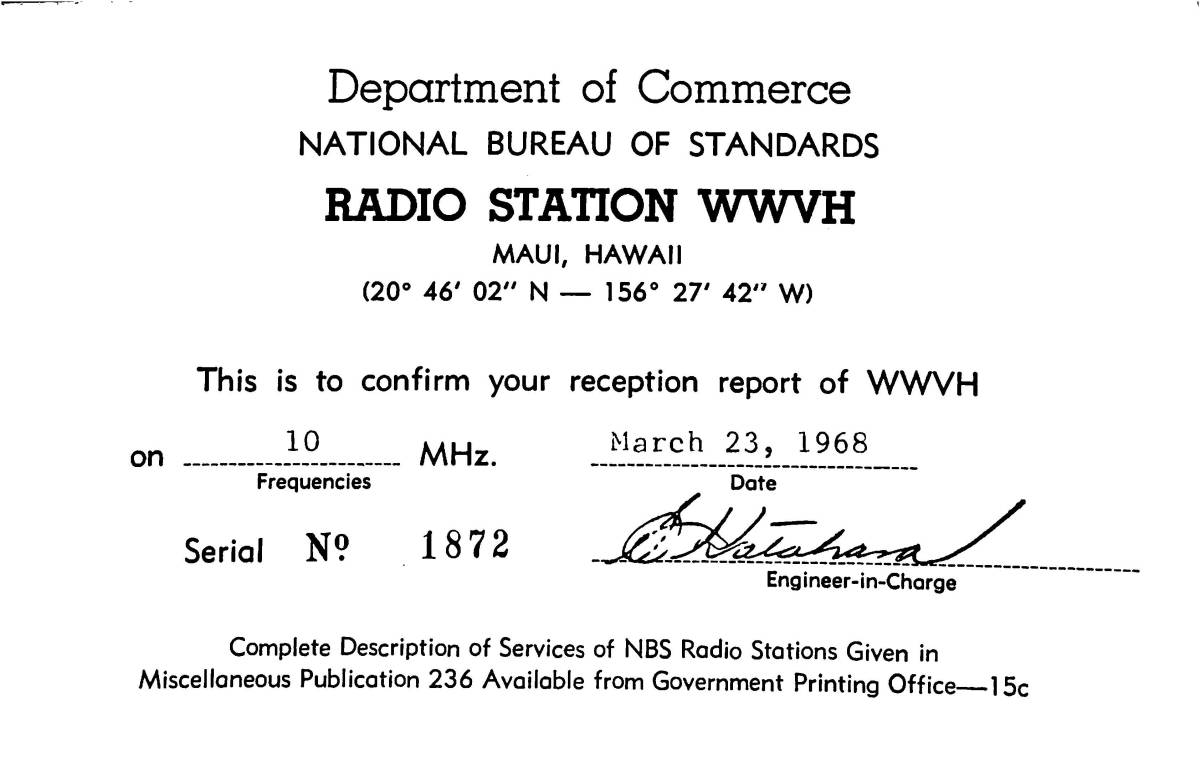 Department of Commerce
NATIONAL BUREAU OF STANDARDS
RADIO STATION WWVH
MAUI, HAWAII
(20° 46' 02" N — 156° 27' 42" W)
This is to confirm your reception report of WWVH
on 10 MHz. March 23, 1968
Frequencies Date
Serial Nº 1872 Hatahara
Engineer-in-Charge
Complete Description of Services of NBS Radio Stations Given in
Miscellaneous Publication 236 Available from Government Printing Office—15c